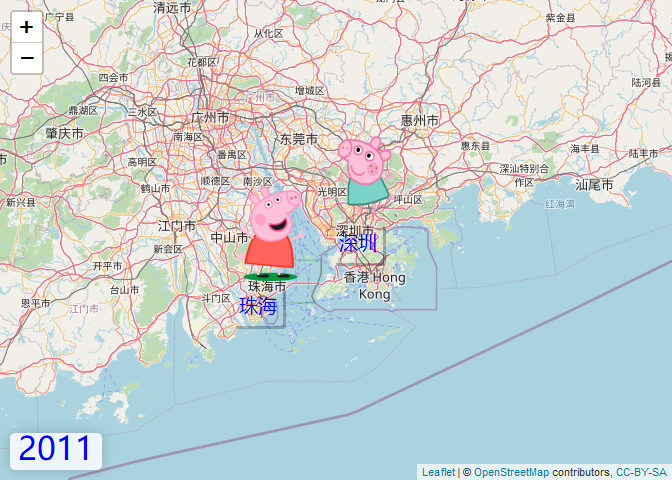 +
−
清远市
广宁县
从化区
龙门县
紫金县
花都区
四会市
广州市
增城区
陆河县
鼎湖区
三水区
广州市
惠州市
肇庆市
南海区
东莞市
惠东县
海丰县
陆丰市
番禺区
高明区
深汕特别合
作区
汕尾市
鹤山市
顺德区
南沙区
光明区
坪山区
新兴县
红海湾
江门市
中山市
深圳市
深圳
新会区
开平市
香港 Hong
Kong
台山市
珠海市
恩平市
江门市
斗门区
珠海
2011
Leaflet | © OpenStreetMap contributors, CC-BY-SA